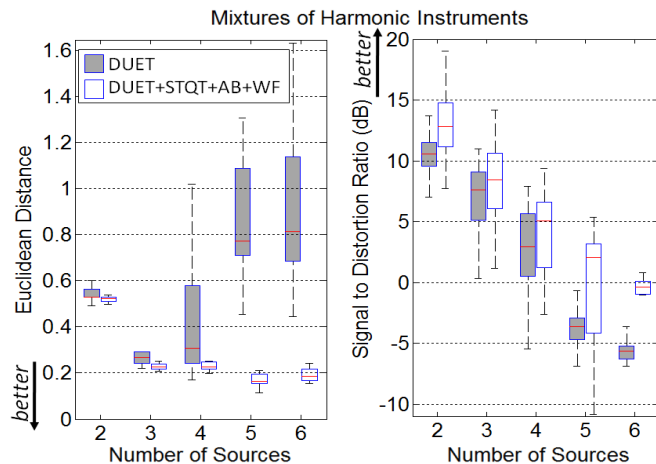 Mixtures of Harmonic Instruments
Euclidean Distance
better
1.6
1.4
1.2
1
0.8
0.6
0.4
0.2
0
DUET
DUET+STQT+AB+WF
2 3 4 5 6
Number of Sources
better
Signal to Distortion Ratio (dB)
20
15
10
5
0
-5
-10
2 3 4 5 6
Number of Sources